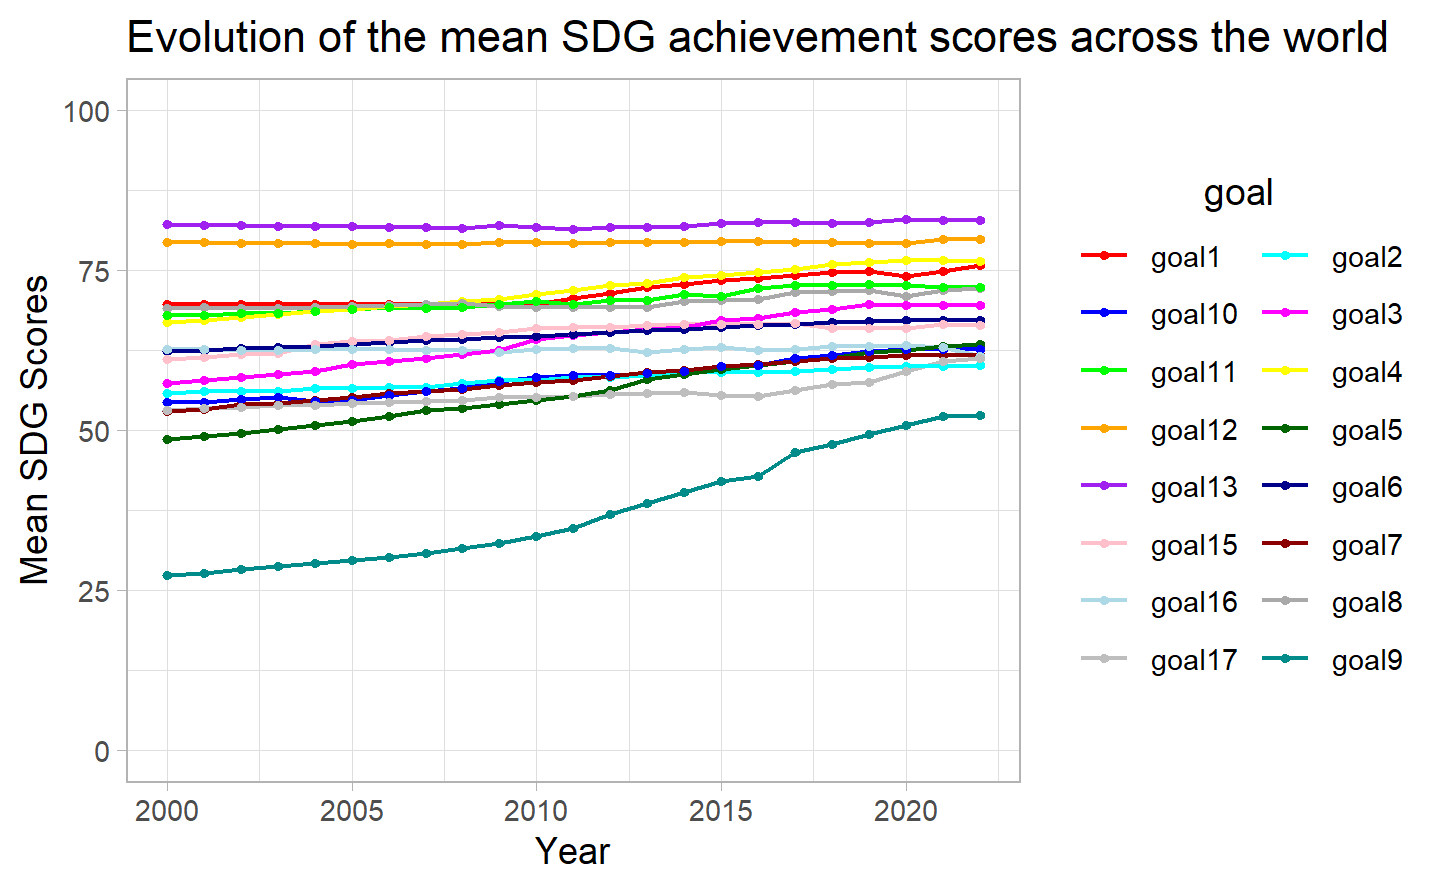 Evolution of the mean SDG achievement scores across the world
Mean SDG Scores
100
75
50
25
0
2000 2005 2010 2015 2020
Year
goal
goal1 goal2
goal10 goal3
goal11 goal4
goal12 goal5
goal13 goal6
goal15 goal7
goal16 goal8
goal17 goal9